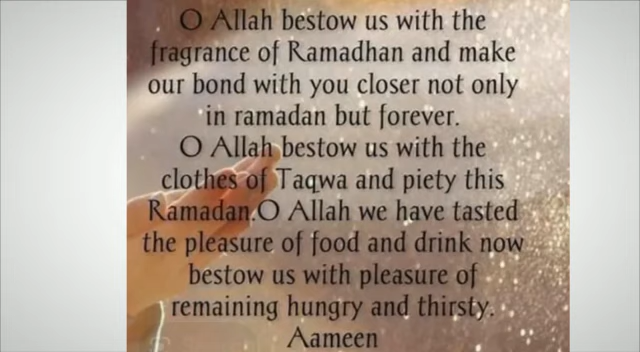 O Allah bestow us with the
fragrance of Ramadhan and make
our bond with you closer not only
in ramadan but forever.
O Allah bestow us with the
clothes of Taqwa and piety this
Ramadan.O Allah we have tasted
the pleasure of food and drink now
bestow us with pleasure of
remaining hungry and thirsty.
Aameen